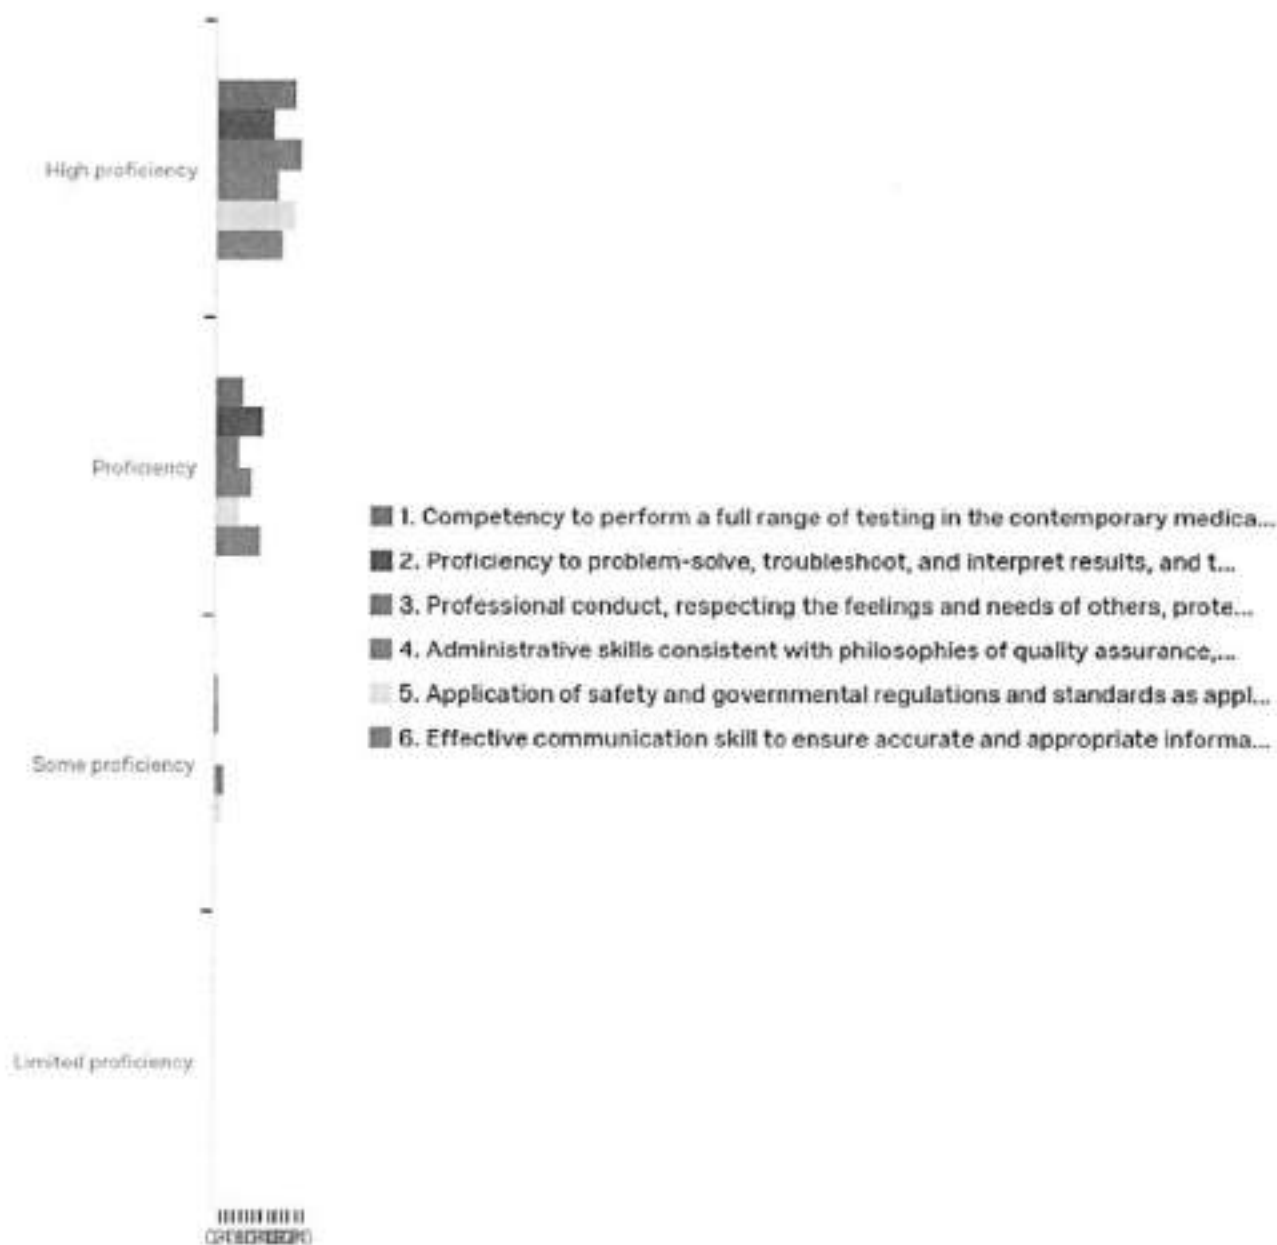 High proficiency
Proficiency
1. Competency to perform a full range of testing in the contemporary medica...
2. Proficiency to problem-solve, troubleshoot, and interpret results, and t...
3. Professional conduct, respecting the feelings and needs of others, prote...
4. Administrative skills consistent with philosophies of quality assurance,...
5. Application of safety and governmental regulations and standards as appl...
6. Effective communication skill to ensure accurate and appropriate informa...
Some proficiency
Limited proficiency